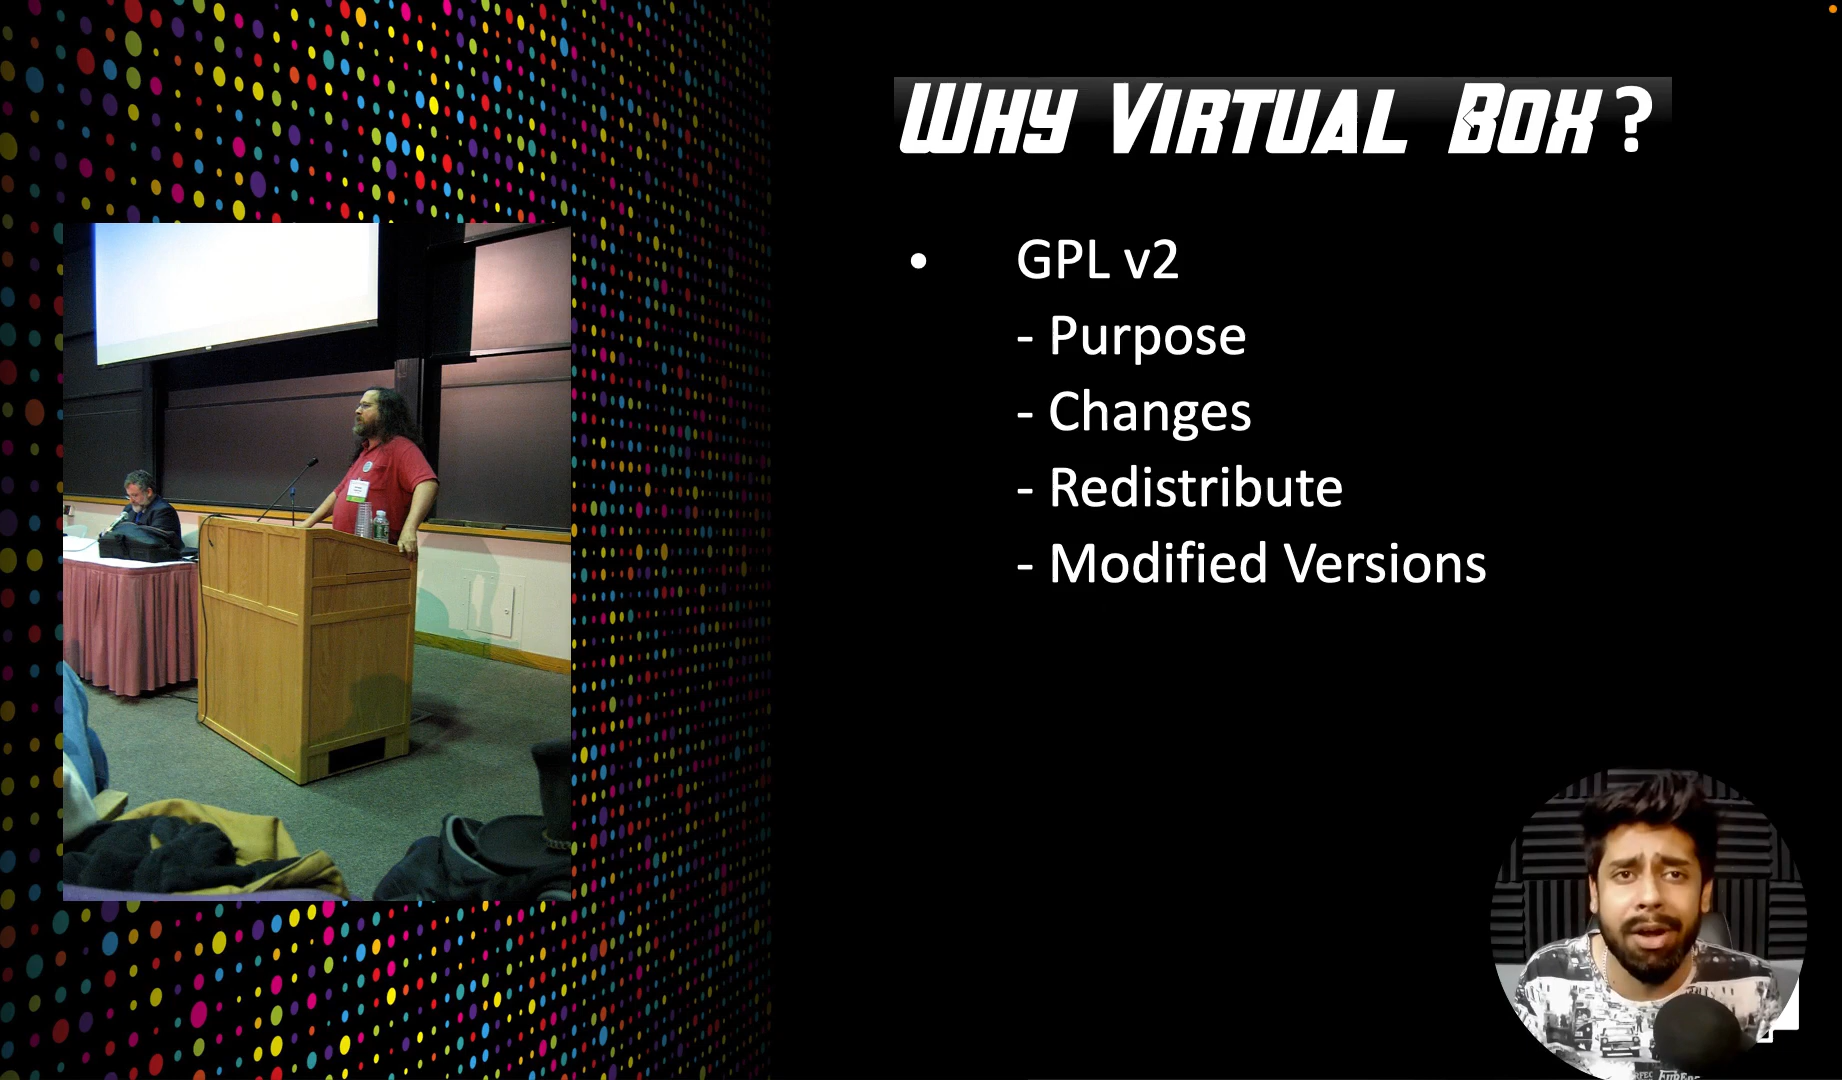 WHY VIRTUAL BOX?
• GPL v2
- Purpose
- Changes
- Redistribute
- Modified Versions